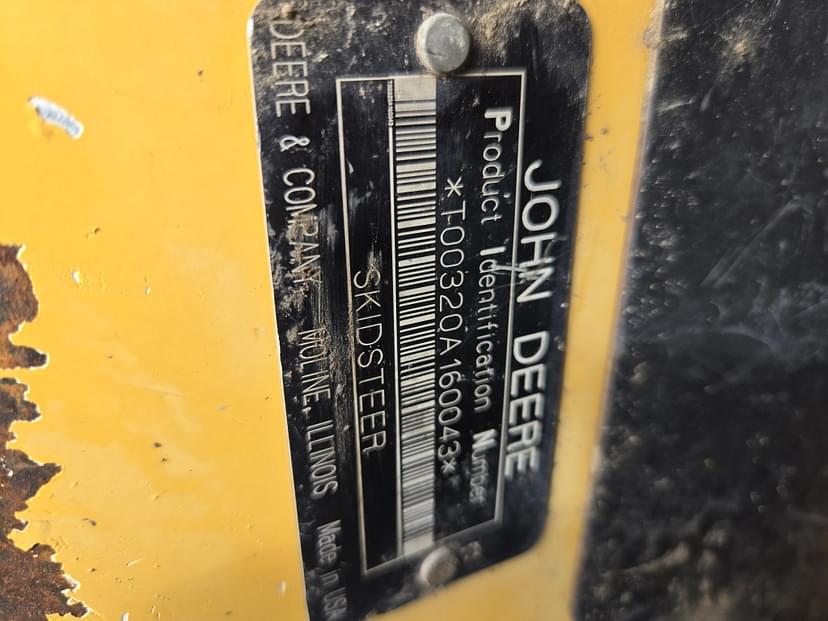 JOHN DEERE
Product Identification Number
*T00320A160043*
SKIDSTEER
DEERE & COMPANY MOLINE, ILLINOIS Made in USA